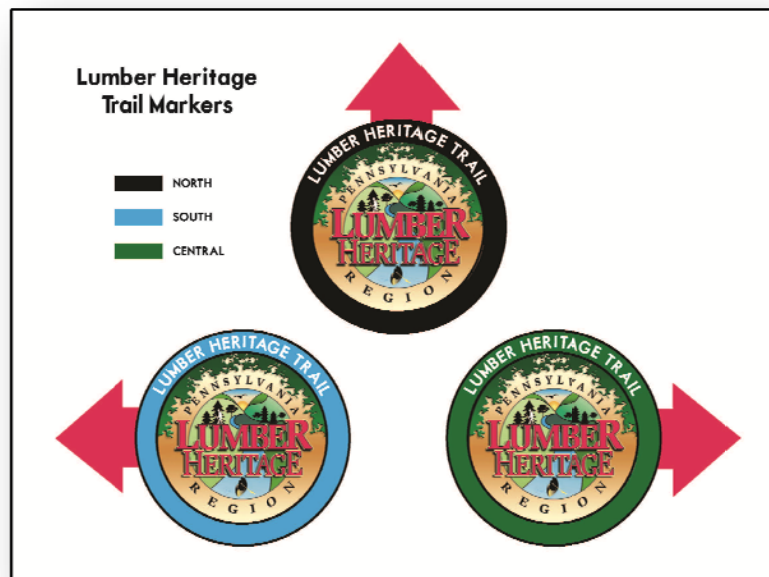 Lumber Heritage
Trail Markers
NORTH
SOUTH
CENTRAL
LUMBER HERITAGE TRAIL
PENNSYLVANIA
LUMBER
HERITAGE
REGION
LUMBER HERITAGE TRAIL
PENNSYLVANIA
LUMBER
HERITAGE
REGION
LUMBER HERITAGE TRAIL
PENNSYLVANIA
LUMBER
HERITAGE
REGION